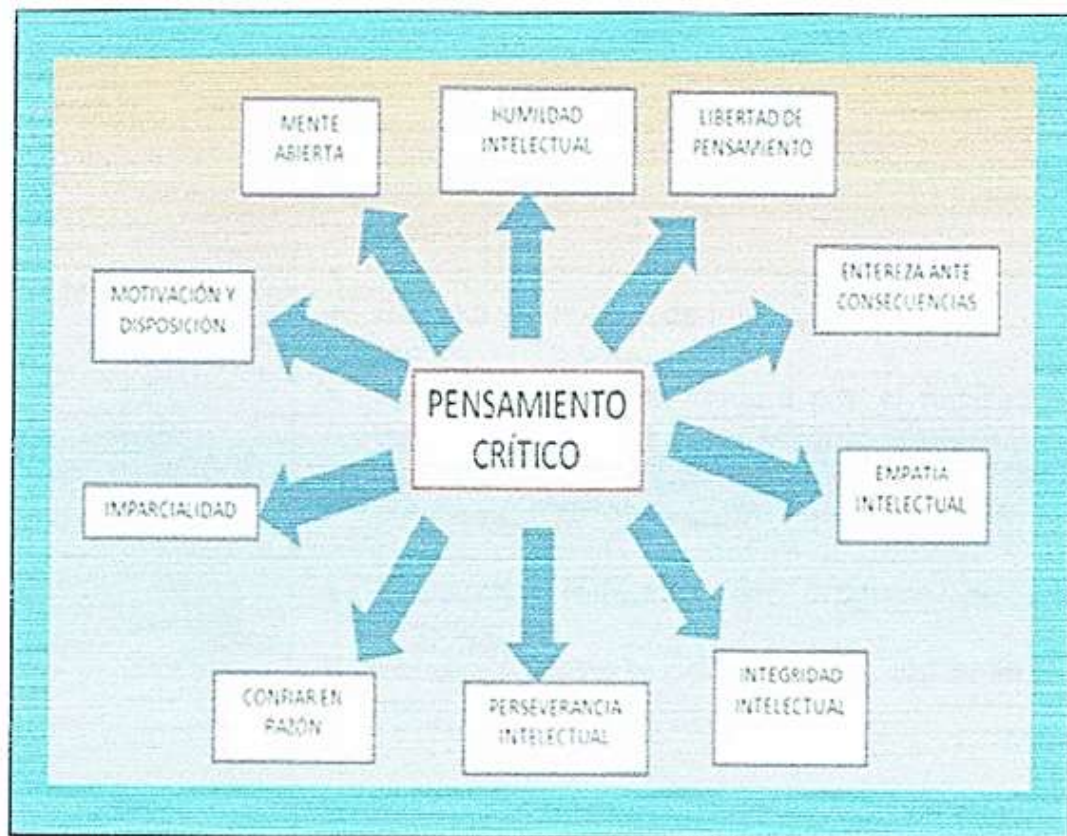 MENTE
ABIERTA
HUMILDAD
INTELECTUAL
LIBERTAD DE
PENSAMIENTO
MOTIVACIÓN Y
DISPOSICIÓN
ENTEREZA ANTE
CONSECUENCIAS
PENSAMIENTO
CRÍTICO
IMPARCIALIDAD
EMPATIA
INTELECTUAL
CONFIAR EN
RAZÓN
PERSEVERANCIA
INTELECTUAL
INTEGRIDAD
INTELECTUAL